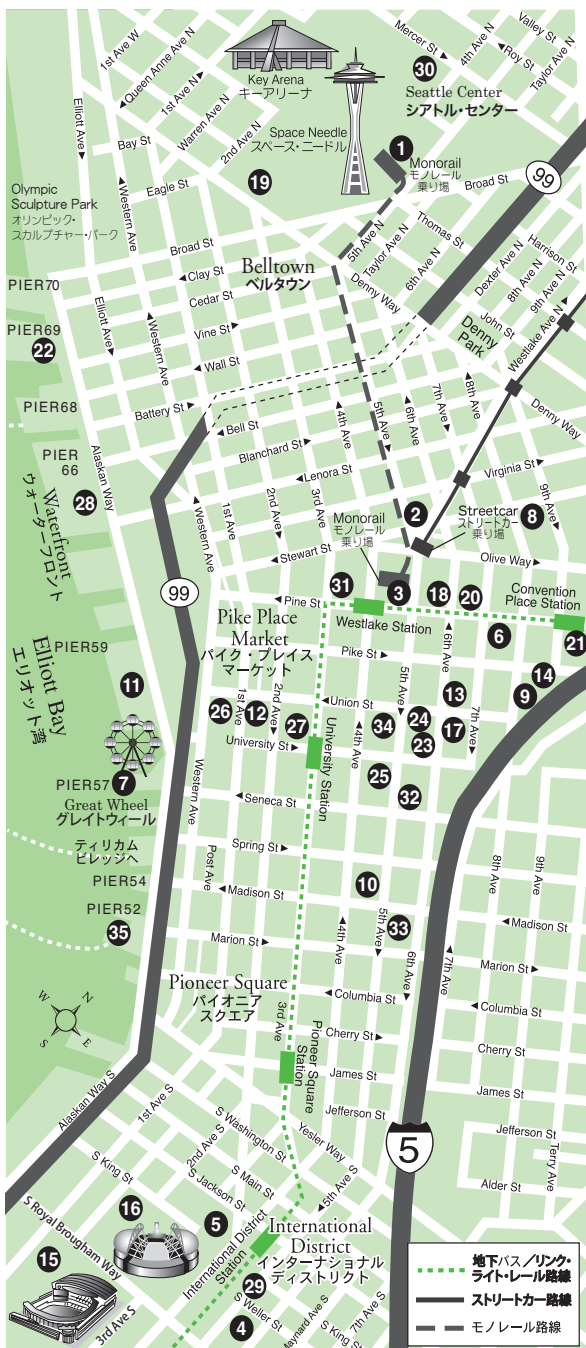 1st Ave W
Queen Anne Ave N
1st Ave N
Warren Ave N
2nd Ave N
Key Arena
キーアリーナ
Mercer St
30
4th Ave N
Valley St
Roy St
Taylor Ave N
Seattle Center
シアトル・センター
Elliott Ave
Bay St
Space Needle
スペース・ニードル
1
Monorail
モノレール
乗り場
Broad St
99
Olympic
Sculpture Park
オリンピック・
スカルプチャー・パーク
Western Ave
Eagle St
19
5th Ave N
Taylor Ave N
Thomas St
6th Ave N
Harrison St
Dexler Ave N
8th Ave N
9th Ave N
Broad St
Belltown
ベルタウン
Clay St
Cedar St
Denny Way
John St
Denny
Park
Westlake Ave N
PIER70
PIER69
22
Elliott Ave
Western Ave
Vine St
Wall St
PIER68
Battery St
Bell St
Blanchard St
Lenora St
4th Ave
5th Ave
6th Ave
7th Ave
8th Ave
Denny Way
PIER
66
28
Alaskan Way
Waterfront
ウォーターフロント
Western Ave
1st Ave
2nd Ave
3rd Ave
Virginia St
9th Ave
2
Streetcar
ストリートカー
乗り場
8
Monorail
モノレール
乗り場
Stewart St
Olive Way
99
31
3
18
20
Convention
Place Station
Pine St
Westlake Station
6
21
Pike Place
Market
パイク・プレイス
マーケット
Pike St
6th Ave
PIER59
Elliott Bay
エリオット湾
11
5th Ave
13
14
9
26
1st Ave
12
2nd Ave
27
Union St
34
24
23
17
7th Ave
University St
University Station
4th Ave
PIER57
7
Great Wheel
グレイトウィール
25
32
Western Ave
Seneca St
ティリカム
ビレッジへ
Spring St
PIER54
Post Ave
10
8th Ave
9th Ave
Madison St
PIER52
35
33
Madison St
Marion St
4th Ave
5th Ave
6th Ave
7th Ave
Marion St
Pioneer Square
パイオニア
スクエア
Columbia St
Columbia St
W
N
S
E
3rd Ave
Cherry St
Cherry St
Pioneer Square
Station
James St
James St
Alaskan Way S
1st Ave S
Jefferson St
Jefferson St
5
S Washington St
Yesler Way
Terry Ave
2nd Ave S
S King St
S Main St
Alder St
S Jackson St
5th Ave S
16
5
S Royal Brougham Way
International
District
インターナショナル
ディストリクト
International District
Station
15
29
3rd Ave S
S Weller St
4
Maynard Ave S
S King St
7th Ave S
地下バス／リンク・
ライト・レール路線
ストリートカー路線
モノレール路線